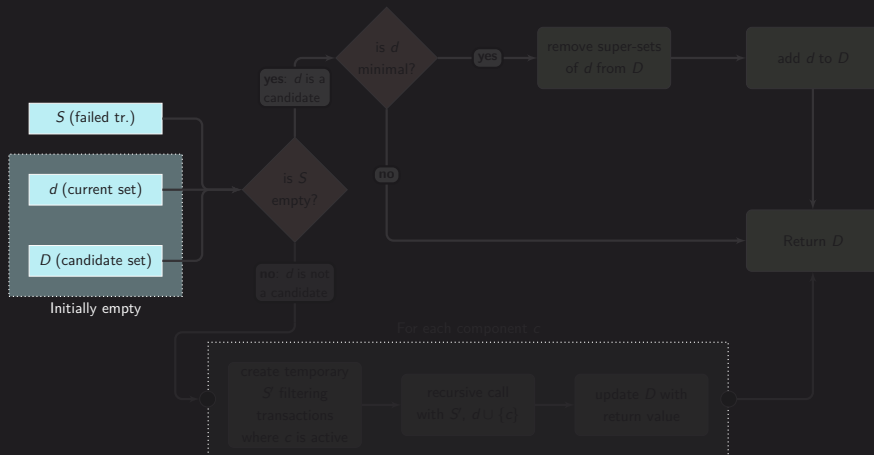 is d
minimal?
yes
remove super-sets
of d from D
add d to D
yes: d is a
candidate
S (failed tr.)
d (current set)
D (candidate set)
Initially empty
is S
empty?
no
no: d is not
a candidate
Return D
For each component c
create temporary
S′ filtering
transactions
where c is active
recursive call
with S′, d ∪ {c}
update D with
return value